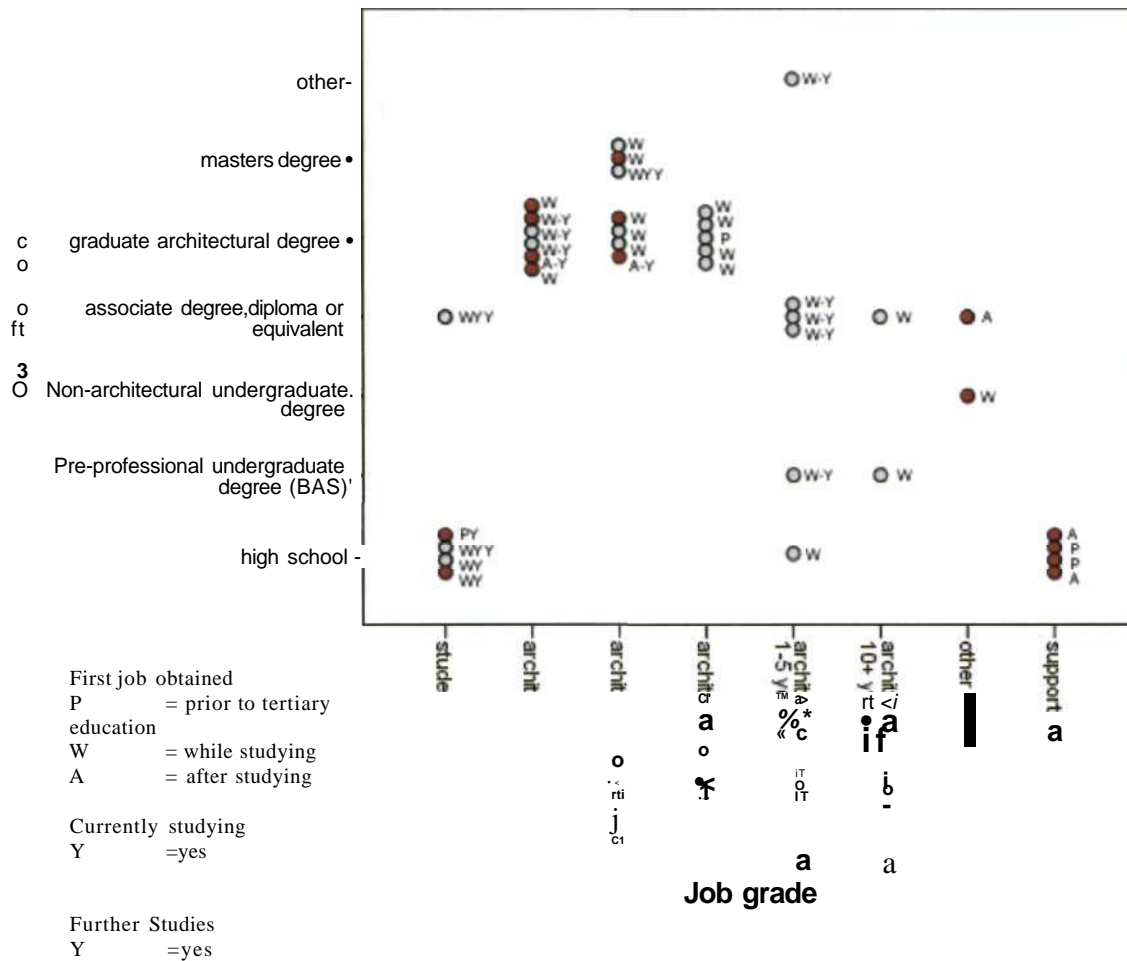 other-
W-Y
masters degree •
W
W
WYY
graduate architectural degree •
W
W-Y
W-Y
W-Y
A-Y
W
W
W
W
A-Y
W
W
P
W
W
c
o
o
ft
3
O
associate degree,diploma or
equivalent
WYY
W-Y
W-Y
W-Y
W
A
Non-architectural undergraduate.
degree
W
Pre-professional undergraduate
degree (BAS)'
W-Y
W
high school -
PY
WYY
WY
WY
W
A
P
P
A
stude
archit
archit
archit
archit
1-5 y
archit
10+ y
other
support
Job grade
First job obtained
P = prior to tertiary
education
W = while studying
A = after studying
Currently studying
Y =yes
Further Studies
Y =yes